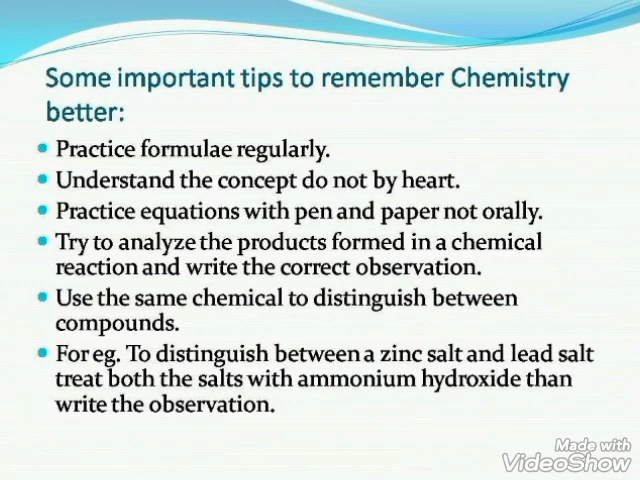 Some important tips to remember Chemistry
better:
Practice formulae regularly.
Understand the concept do not by heart.
Practice equations with pen and paper not orally.
Try to analyze the products formed in a chemical
reaction and write the correct observation.
Use the same chemical to distinguish between
compounds.
For eg. To distinguish between a zinc salt and lead salt
treat both the salts with ammonium hydroxide than
write the observation.
Made with
VideoShow